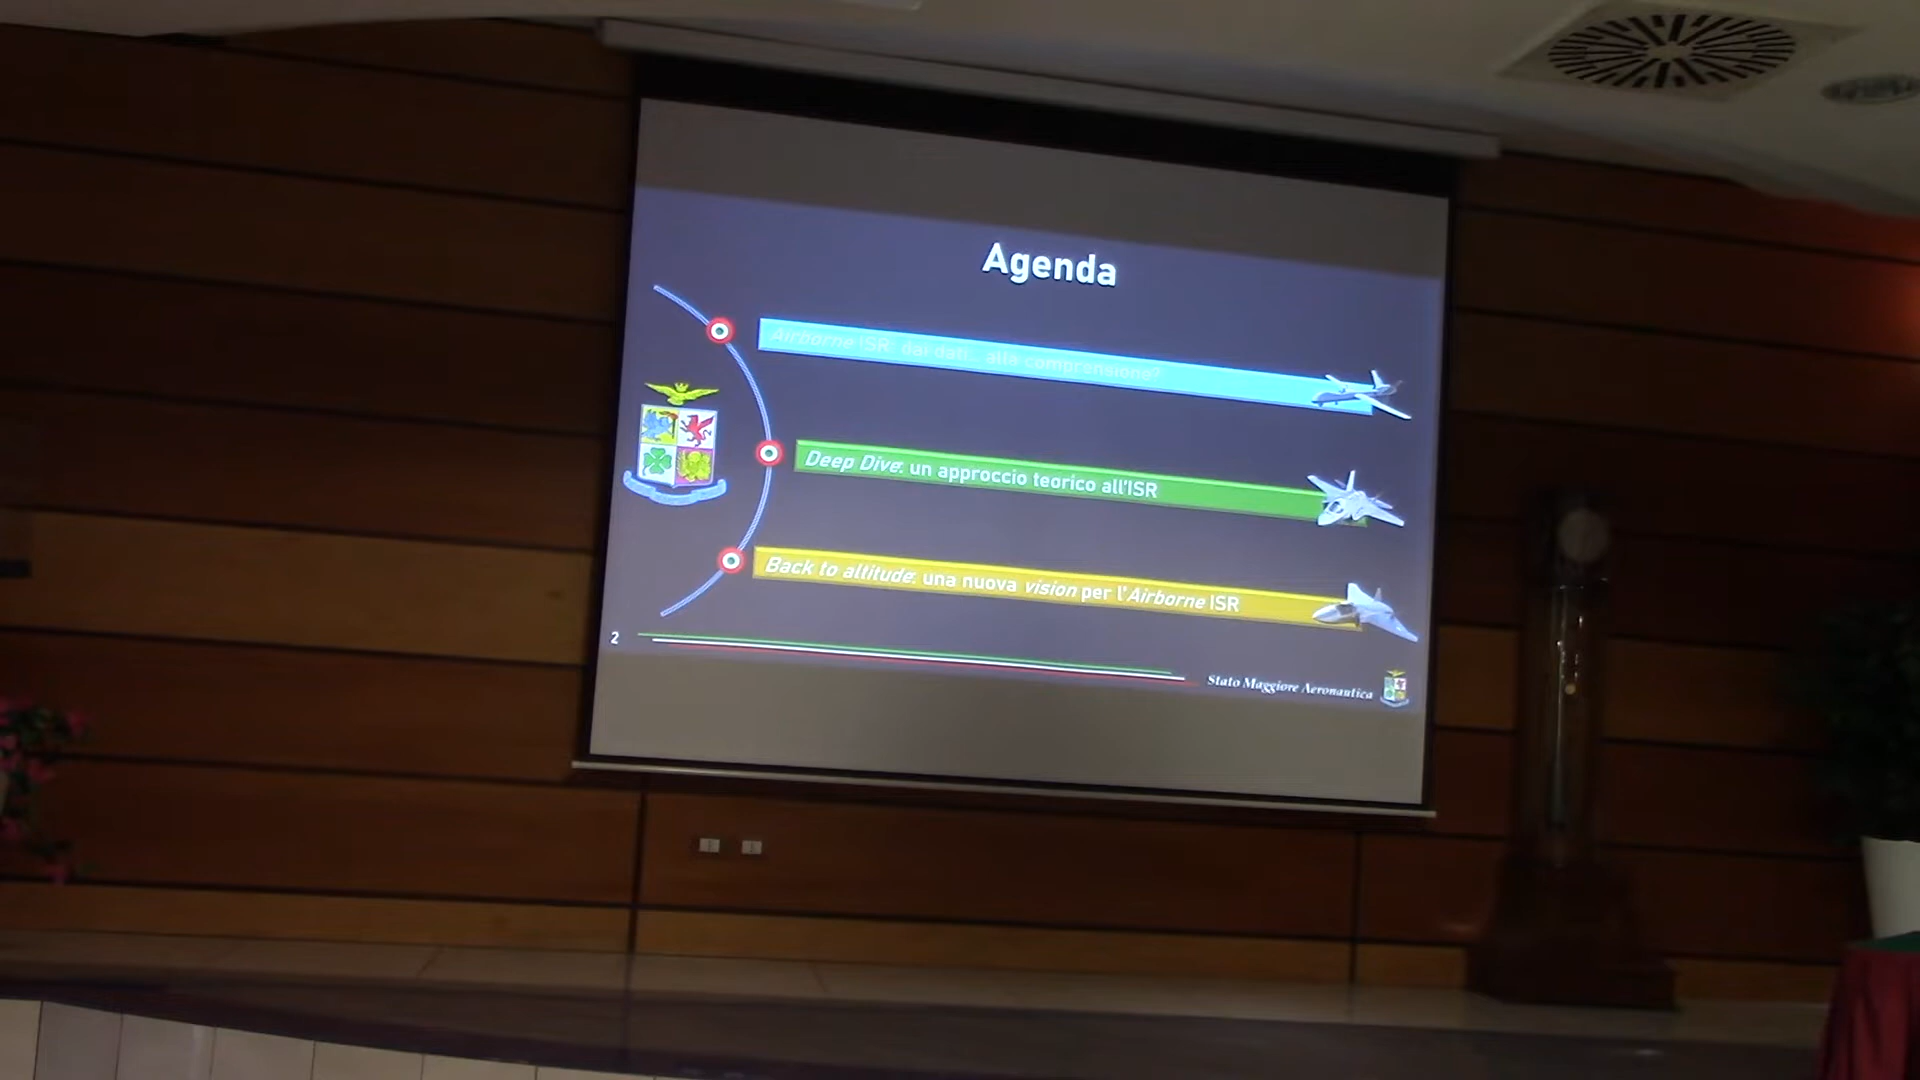 Agenda
Airborne ISR: dai dati... alla comprensione?
Deep Dive: un approccio teorico all'ISR
Back to altitude: una nuova vision per l'Airborne ISR
2
Stato Maggiore Aeronautica